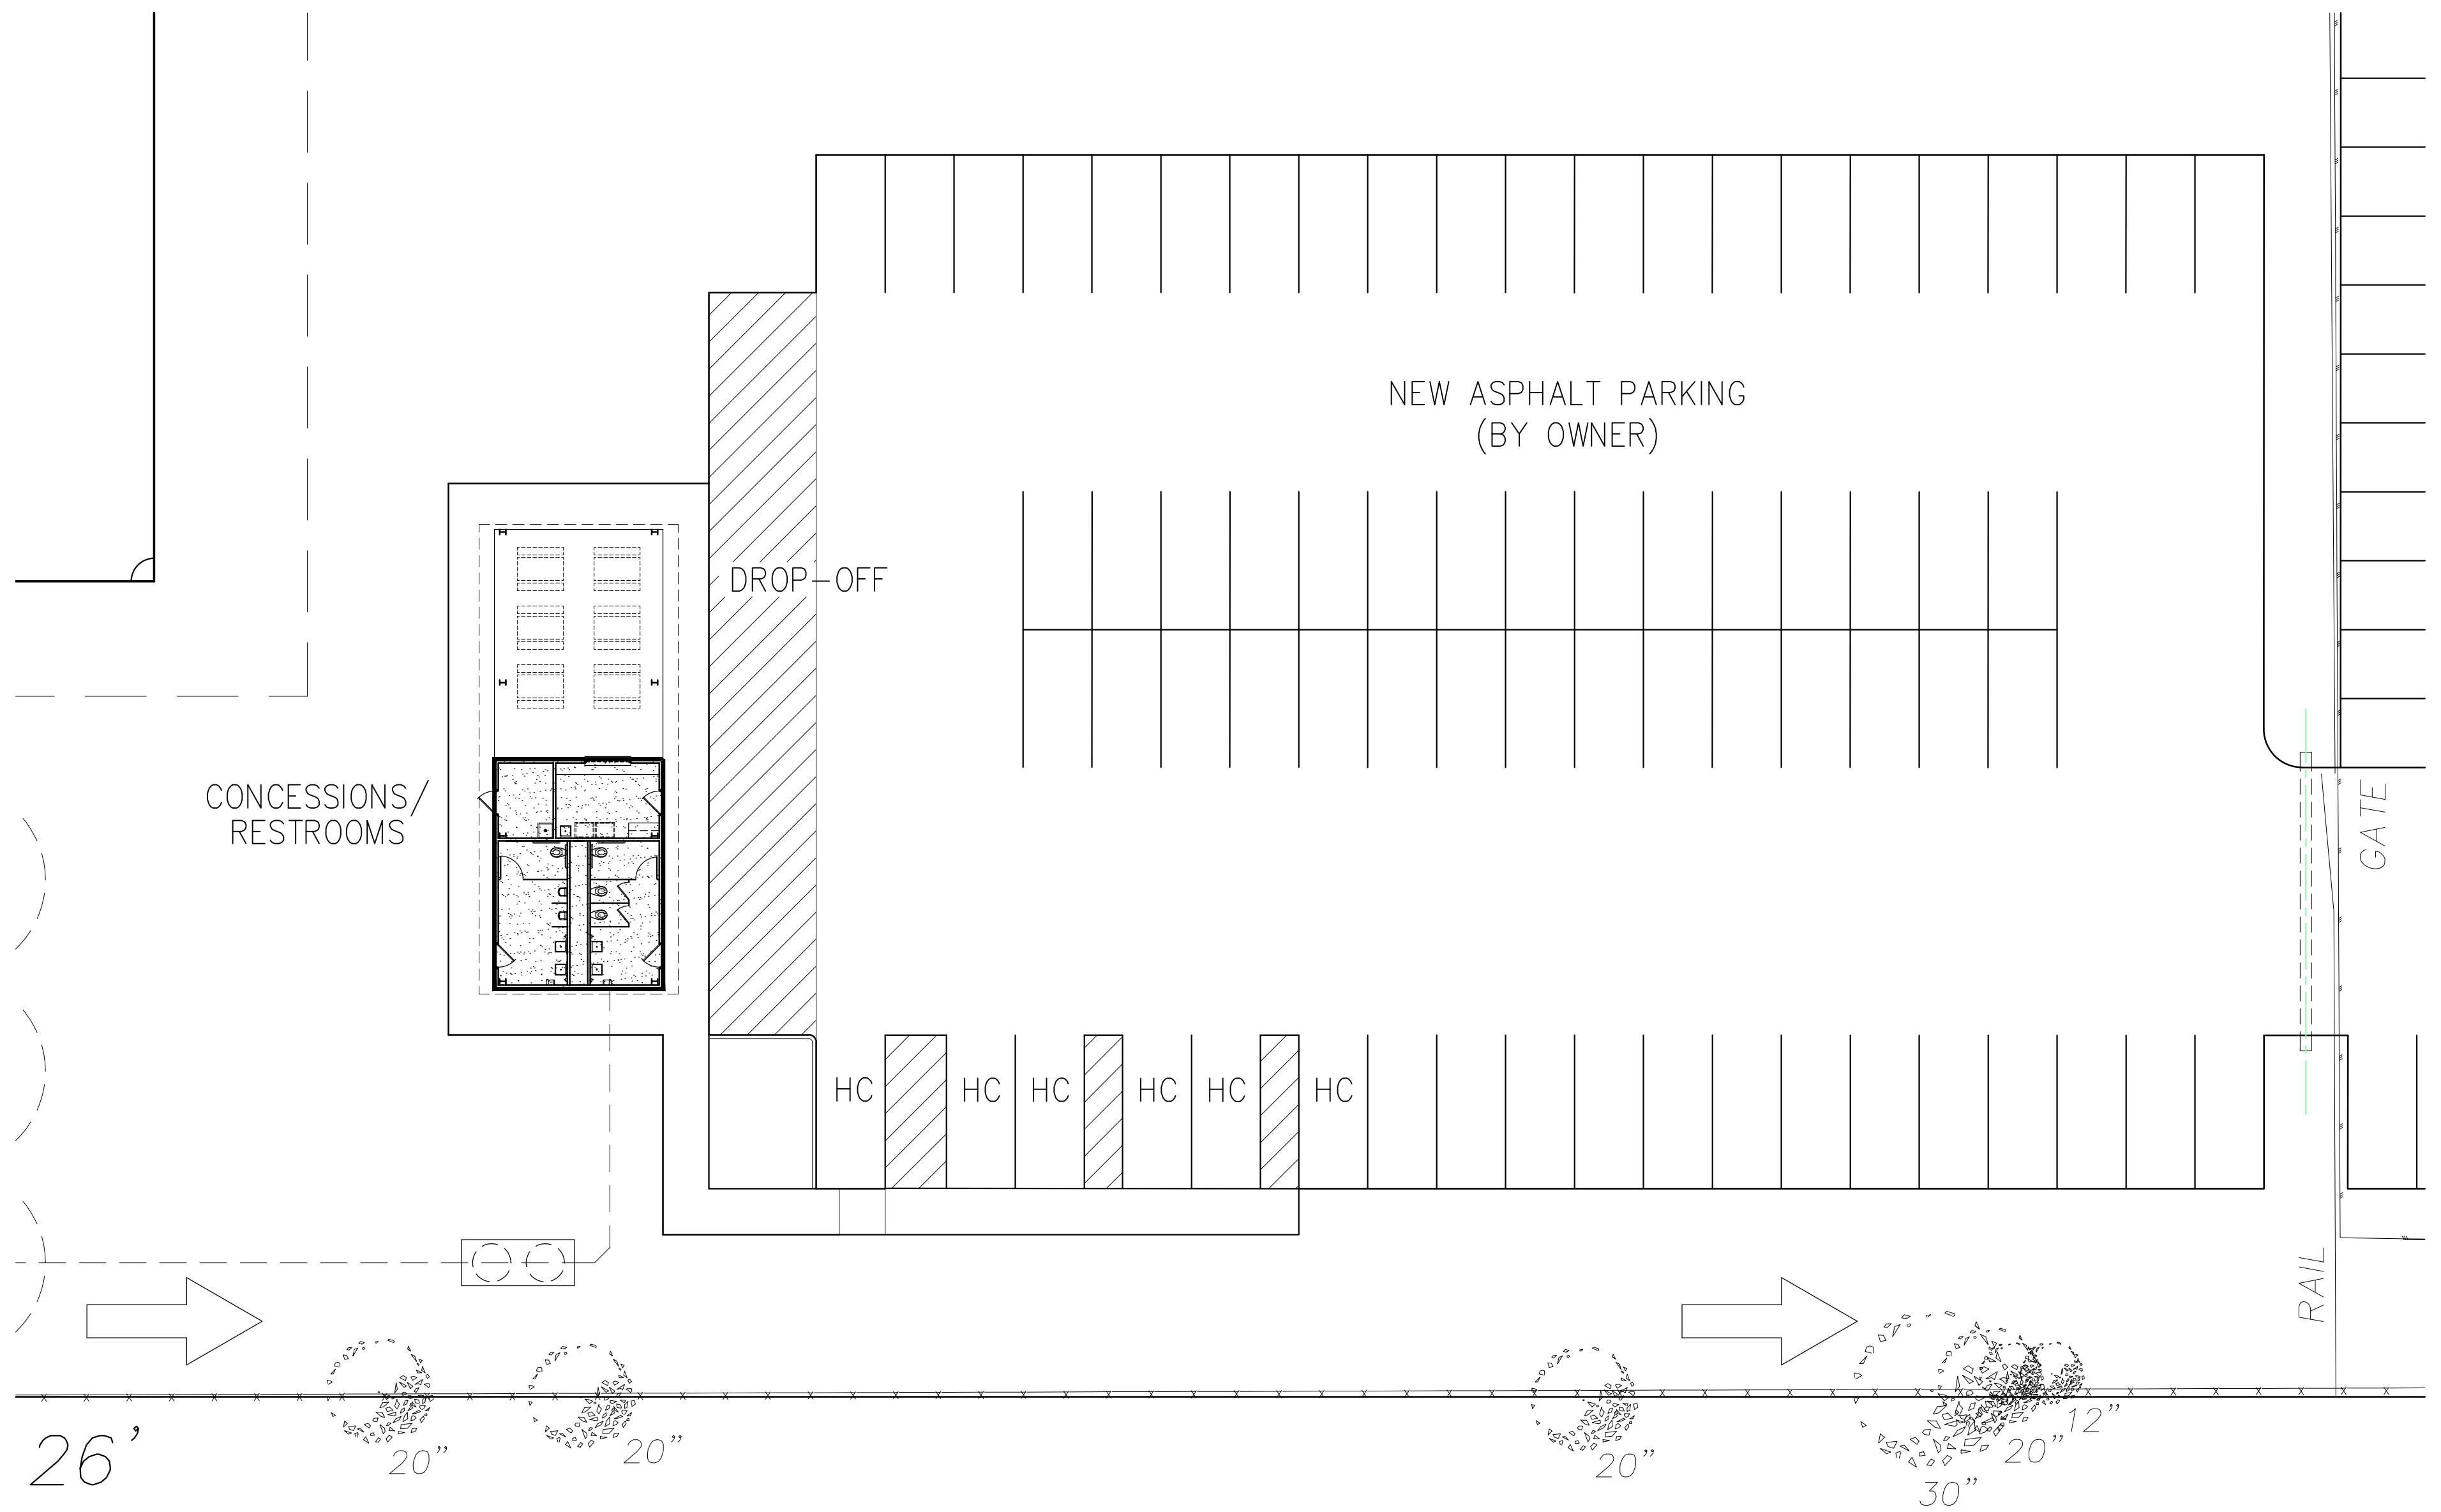 NEW ASPHALT PARKING
(BY OWNER)
DROP-OFF
CONCESSIONS/
RESTROOMS
GATE
HC HC HC HC HC HC
RAIL
26’
20”
20”
20”
30”
20”
12”